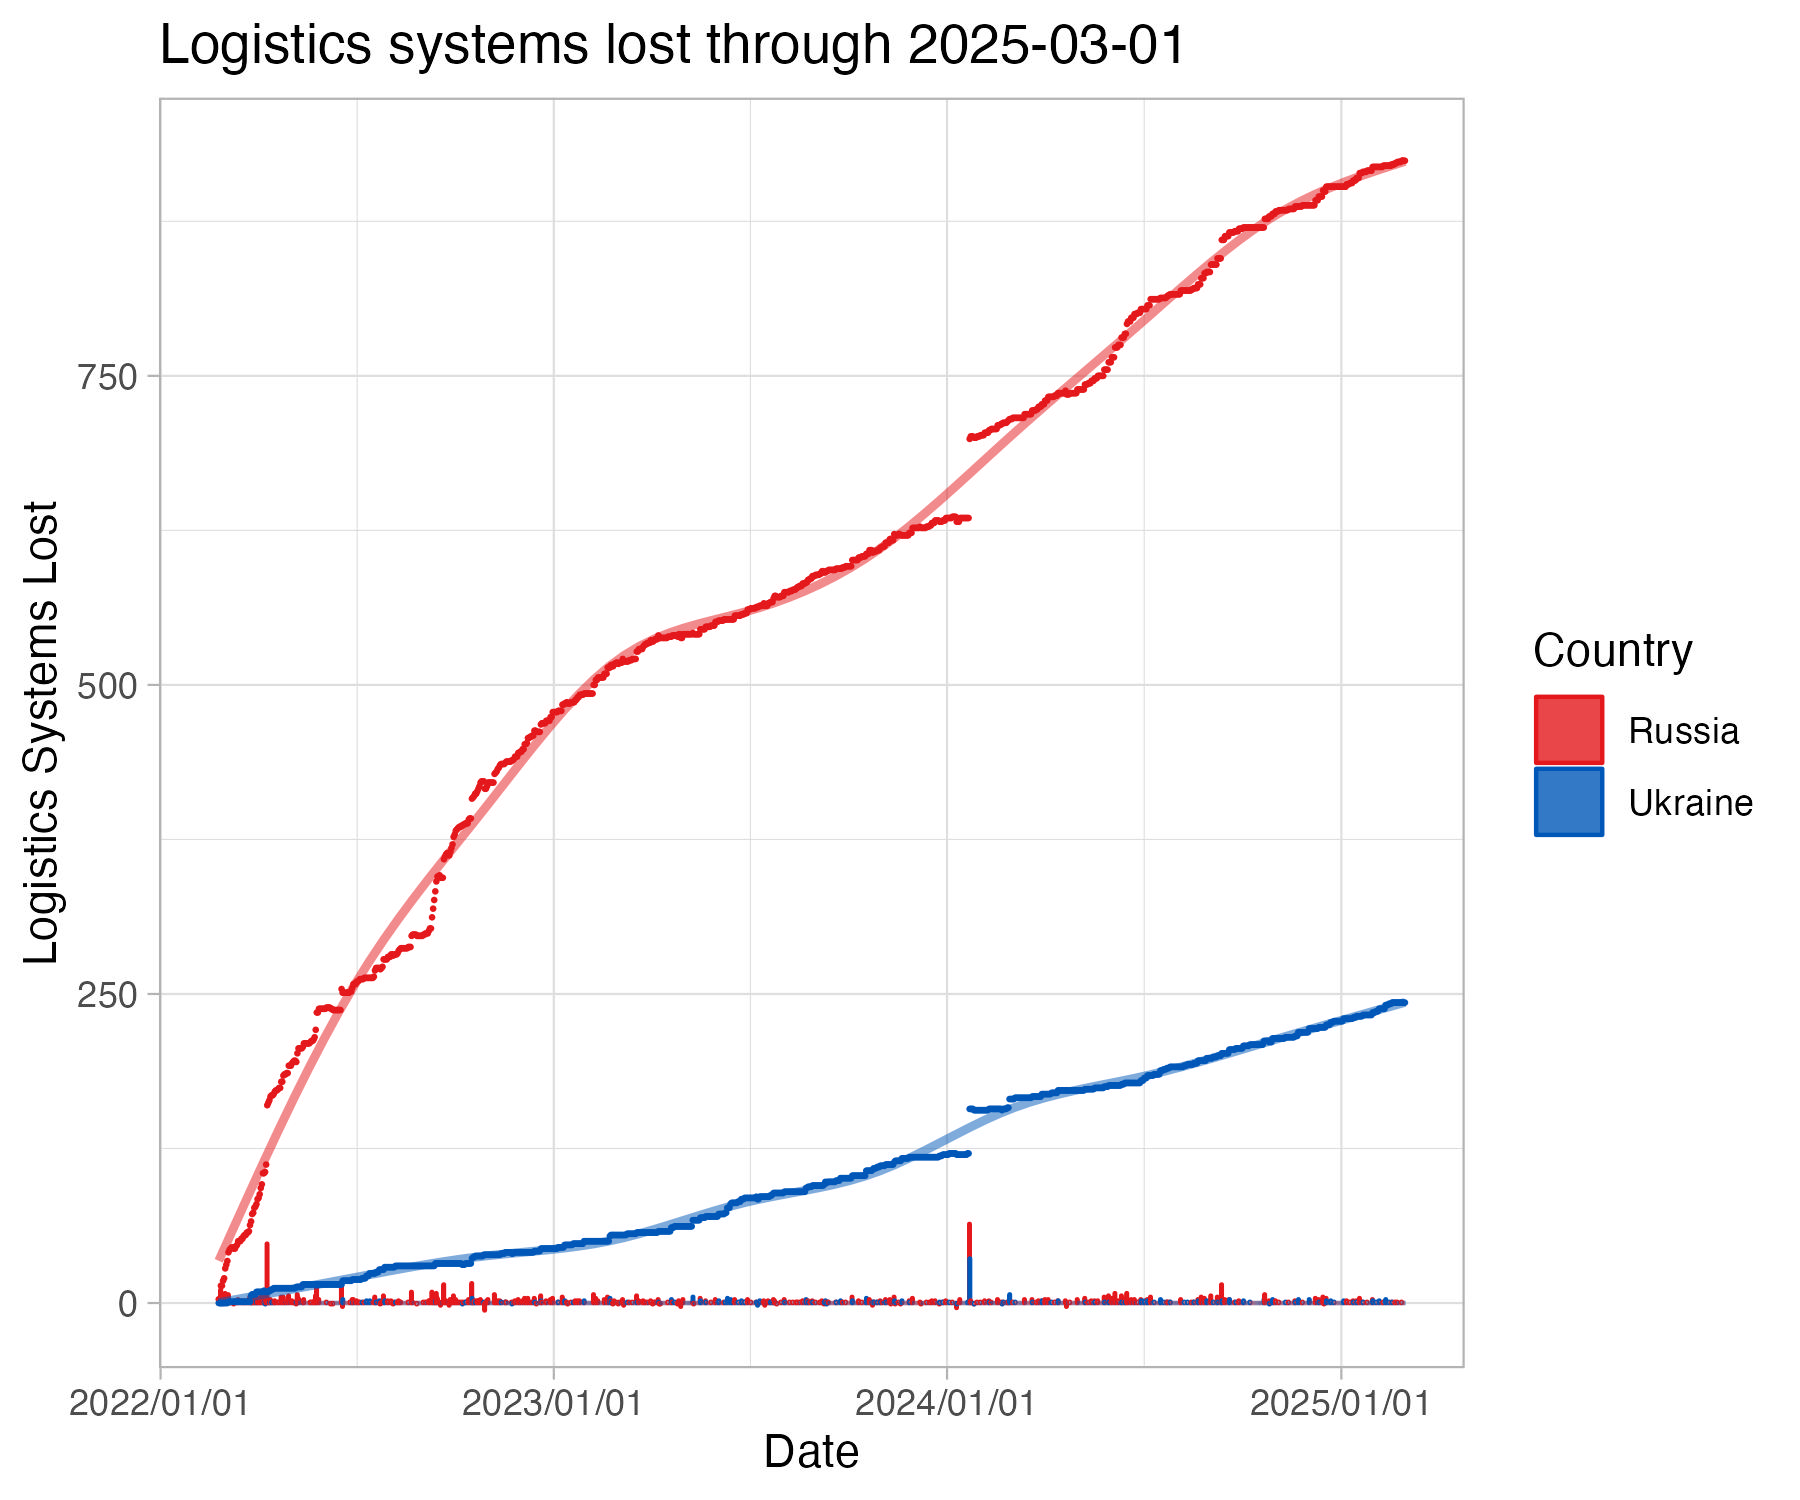 Logistics systems lost through 2025-03-01
Logistics Systems Lost
750
500
250
0
2022/01/01
2023/01/01
2024/01/01
2025/01/01
Date
Country
Russia
Ukraine